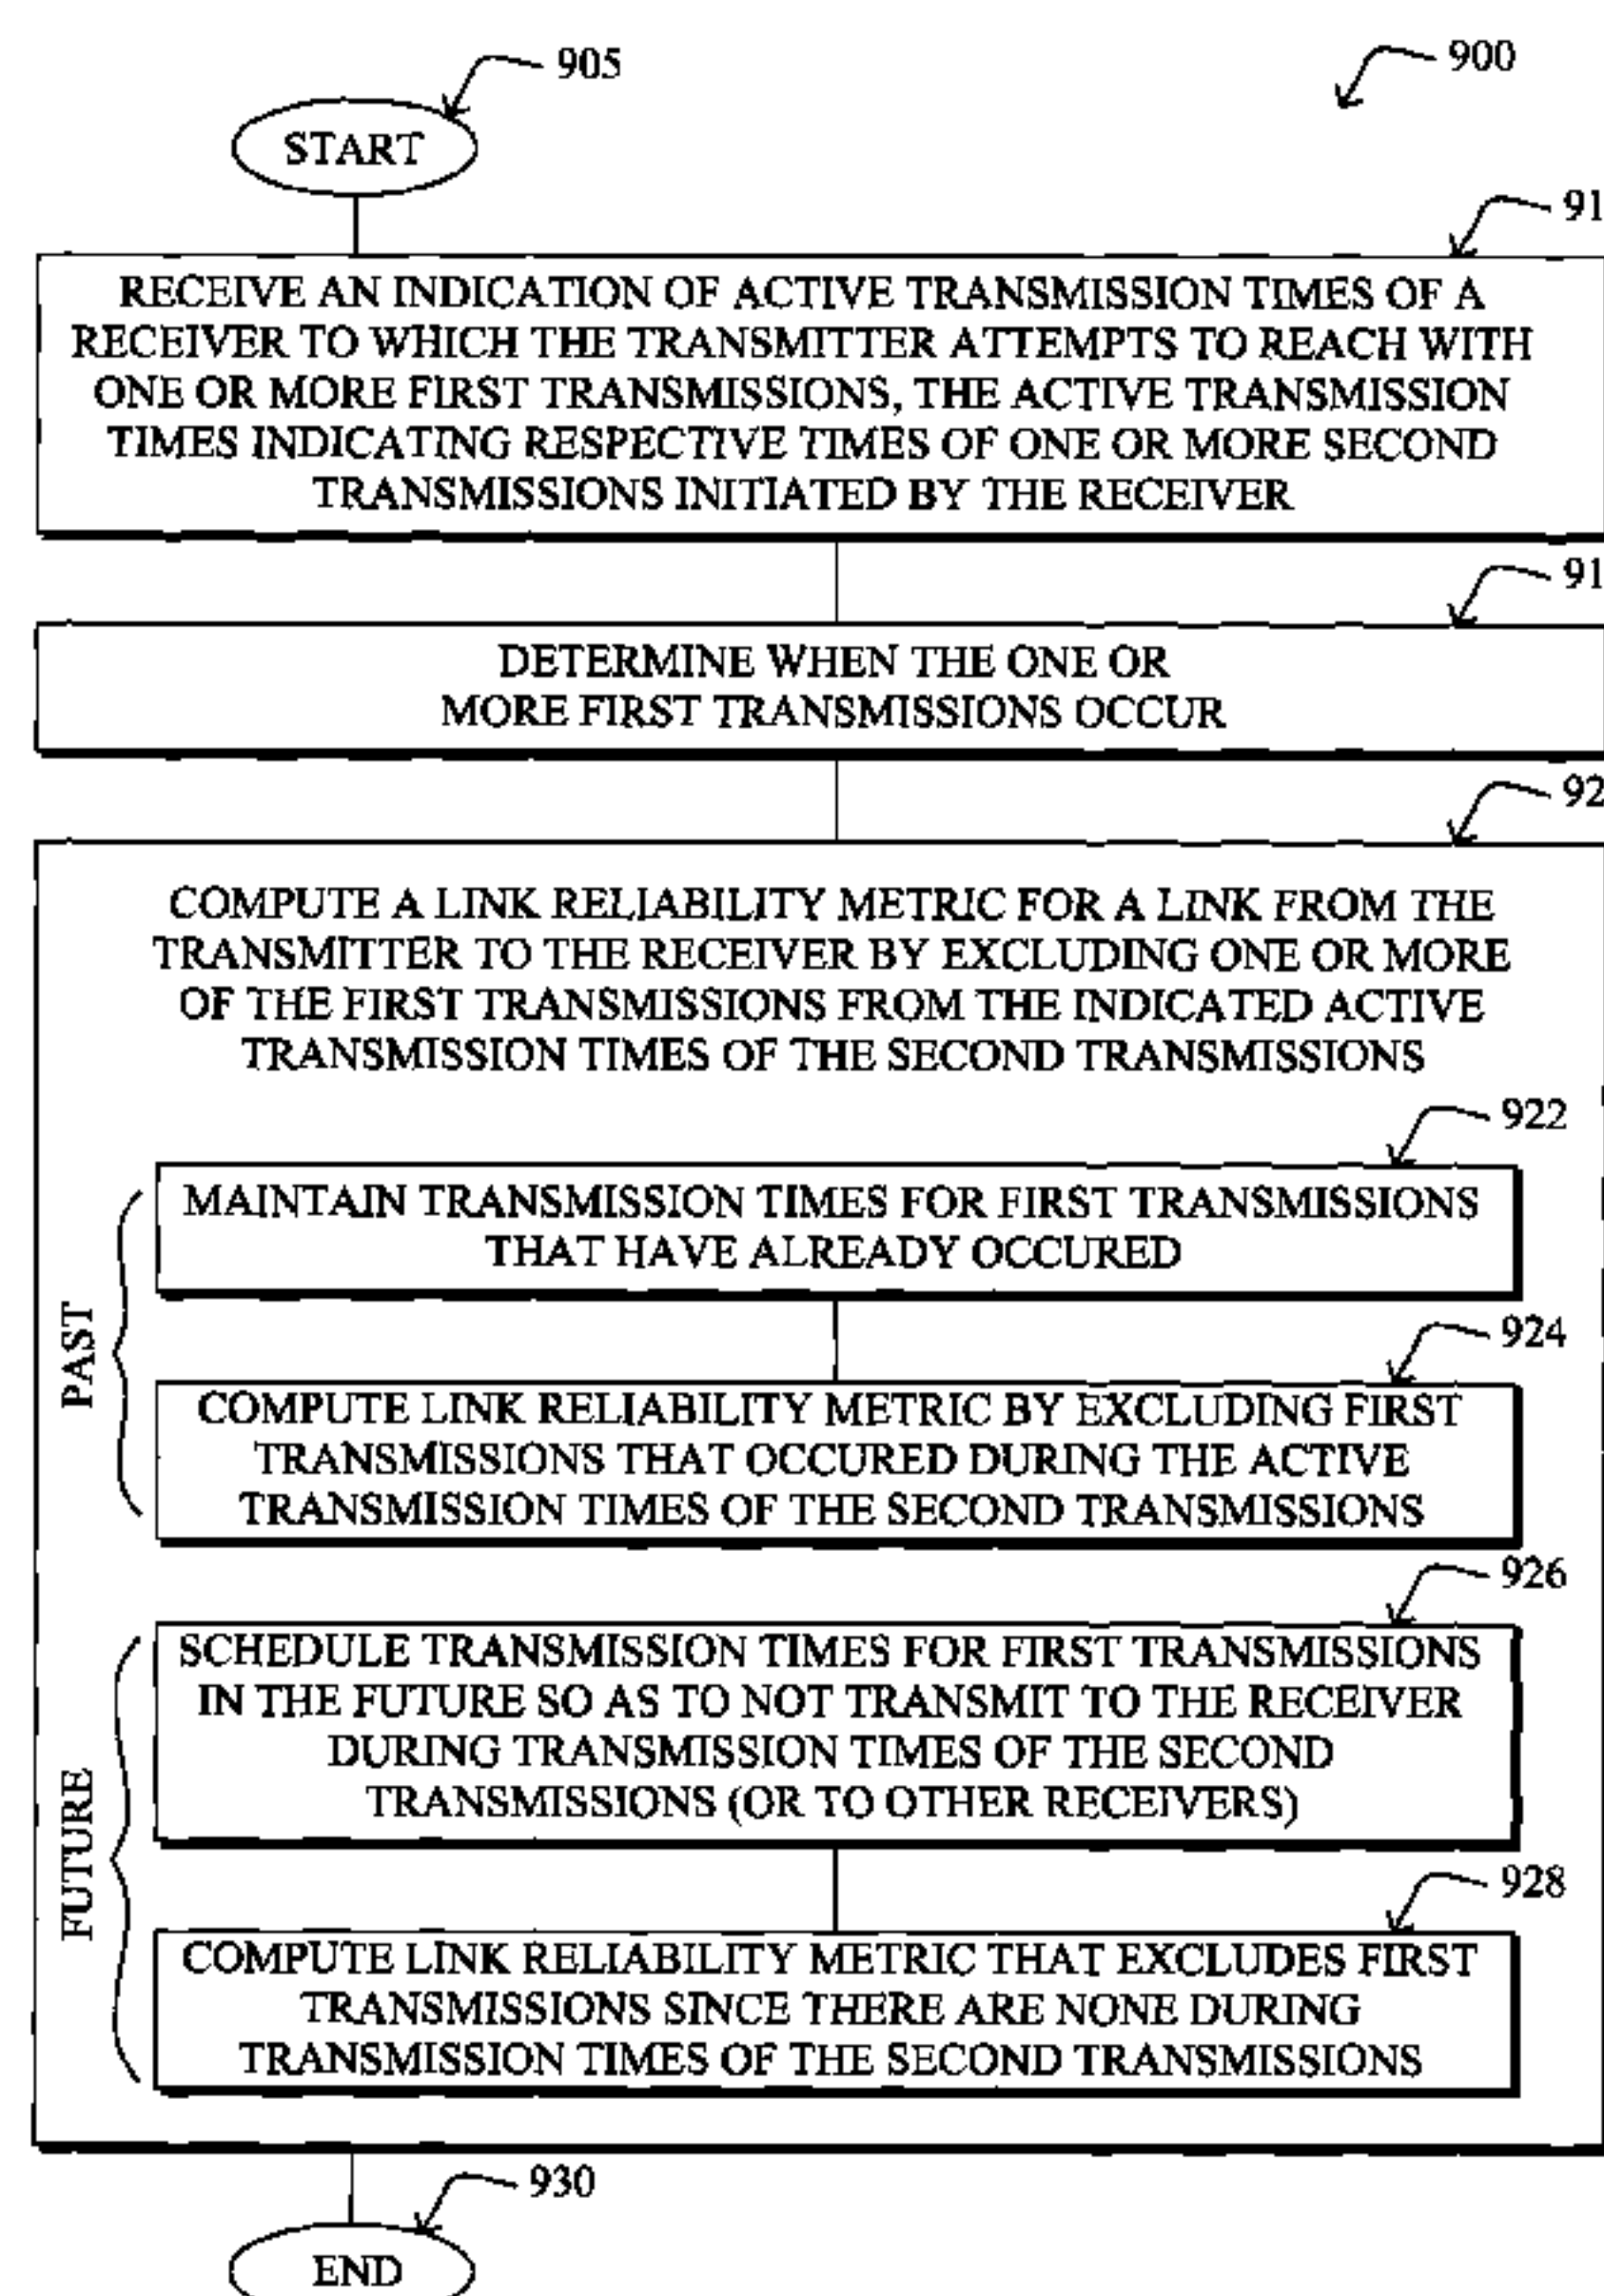 905
900
START
91
RECEIVE AN INDICATION OF ACTIVE TRANSMISSION TIMES OF A
RECEIVER TO WHICH THE TRANSMITTER ATTEMPTS TO REACH WITH
ONE OR MORE FIRST TRANSMISSIONS, THE ACTIVE TRANSMISSION
TIMES INDICATING RESPECTIVE TIMES OF ONE OR MORE SECOND
TRANSMISSIONS INITIATED BY THE RECEIVER
91
DETERMINE WHEN THE ONE OR
MORE FIRST TRANSMISSIONS OCCUR
92
COMPUTE A LINK RELIABILITY METRIC FOR A LINK FROM THE
TRANSMITTER TO THE RECEIVER BY EXCLUDING ONE OR MORE
OF THE FIRST TRANSMISSIONS FROM THE INDICATED ACTIVE
TRANSMISSION TIMES OF THE SECOND TRANSMISSIONS
922
PAST
MAINTAIN TRANSMISSION TIMES FOR FIRST TRANSMISSIONS
THAT HAVE ALREADY OCCURED
924
COMPUTE LINK RELIABILITY METRIC BY EXCLUDING FIRST
TRANSMISSIONS THAT OCCURED DURING THE ACTIVE
TRANSMISSION TIMES OF THE SECOND TRANSMISSIONS
926
FUTURE
SCHEDULE TRANSMISSION TIMES FOR FIRST TRANSMISSIONS
IN THE FUTURE SO AS TO NOT TRANSMIT TO THE RECEIVER
DURING TRANSMISSION TIMES OF THE SECOND
TRANSMISSIONS (OR TO OTHER RECEIVERS)
928
COMPUTE LINK RELIABILITY METRIC THAT EXCLUDES FIRST
TRANSMISSIONS SINCE THERE ARE NONE DURING
TRANSMISSION TIMES OF THE SECOND TRANSMISSIONS
930
END